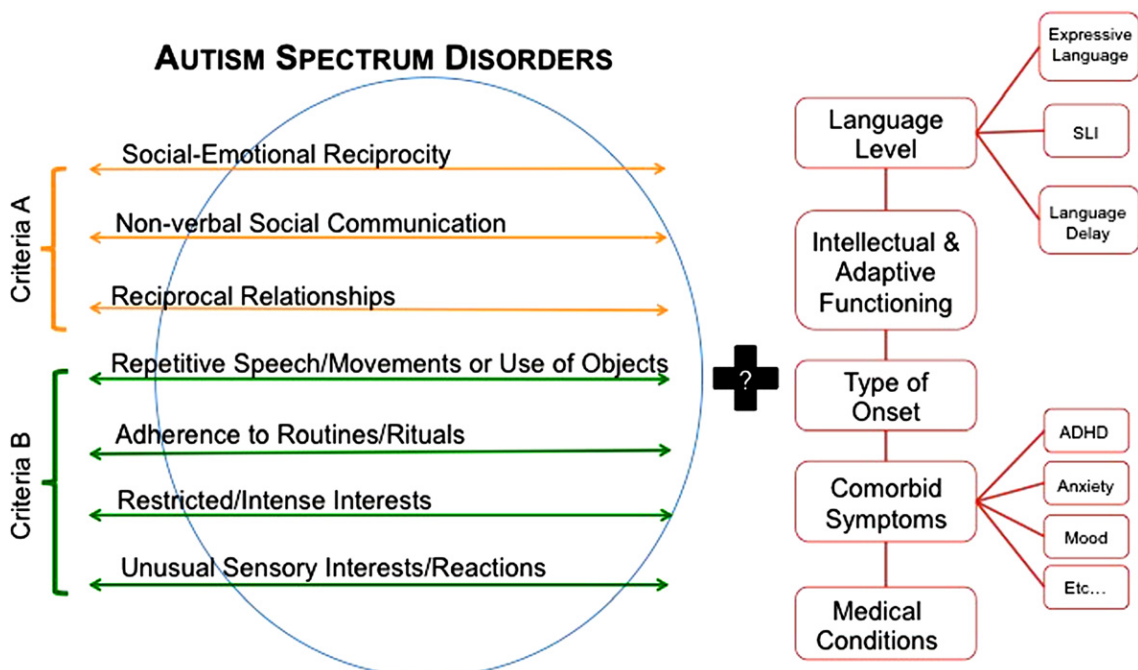 AUTISM SPECTRUM DISORDERS
Criteria A
Social-Emotional Reciprocity
Non-verbal Social Communication
Reciprocal Relationships
Criteria B
Repetitive Speech/Movements or Use of Objects
Adherence to Routines/Rituals
Restricted/Intense Interests
Unusual Sensory Interests/Reactions
?
Language
Level
Expressive
Language
SLI
Language
Delay
Intellectual &
Adaptive
Functioning
Type of
Onset
Comorbid
Symptoms
ADHD
Anxiety
Mood
Etc...
Medical
Conditions